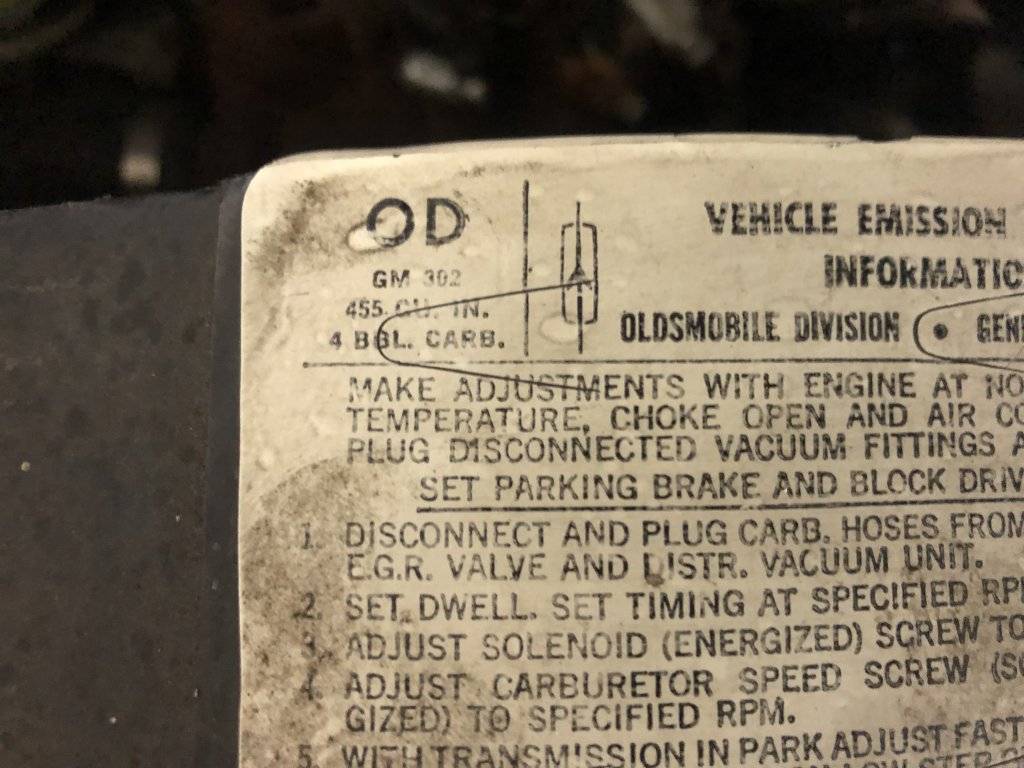 OD
GM 302
455 CU. IN.
4 BBL. CARB.
VEHICLE EMISSION
INFORMATIC
OLDSMOBILE DIVISION • GEN
MAKE ADJUSTMENTS WITH ENGINE AT NO
TEMPERATURE, CHOKE OPEN AND AIR CO
PLUG DISCONNECTED VACUUM FITTINGS A
SET PARKING BRAKE AND BLOCK DRIV
1. DISCONNECT AND PLUG CARB. HOSES FROM
E.G.R. VALVE AND DISTR. VACUUM UNIT.
2. SET DWELL. SET TIMING AT SPECIFIED RP
3. ADJUST SOLENOID (ENERGIZED) SCREW TO
4. ADJUST CARBURETOR SPEED SCREW (SO
GIZED) TO SPECIFIED RPM.
5. WITH TRANSMISSION IN PARK ADJUST FAST